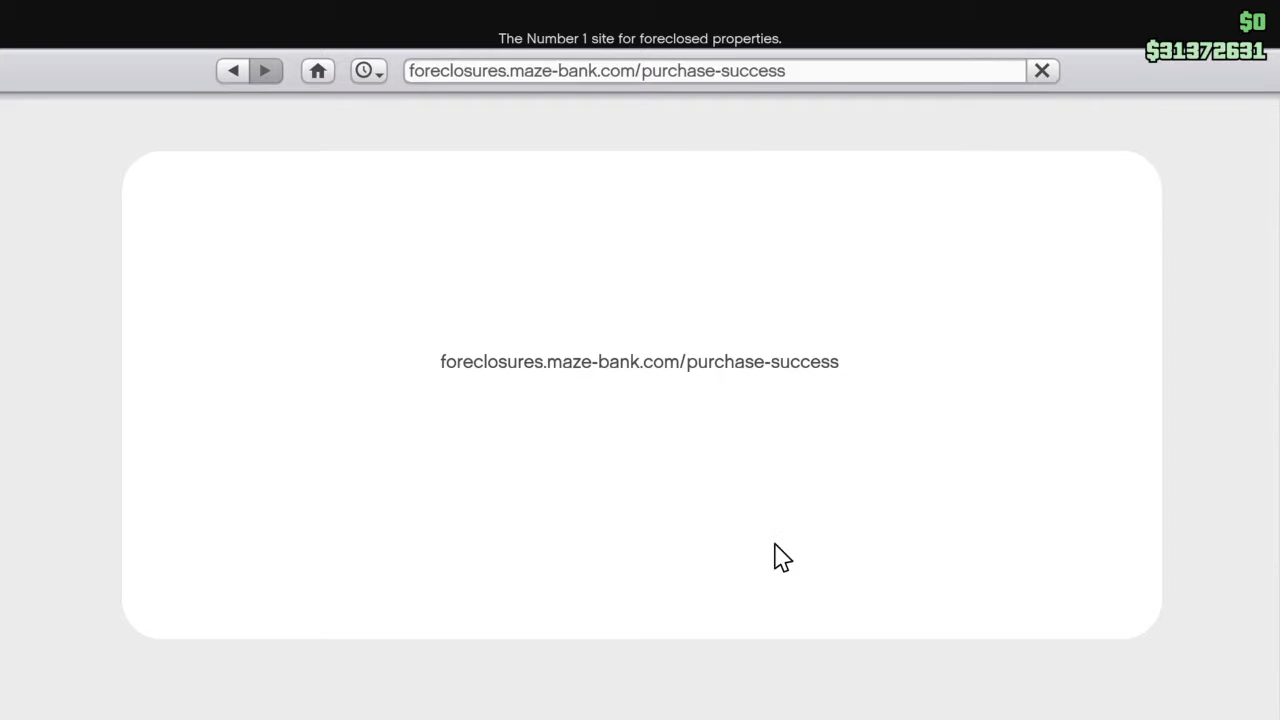 $0
The Number 1 site for foreclosed properties.
$31372631
foreclosures.maze-bank.com/purchase-success
foreclosures.maze-bank.com/purchase-success